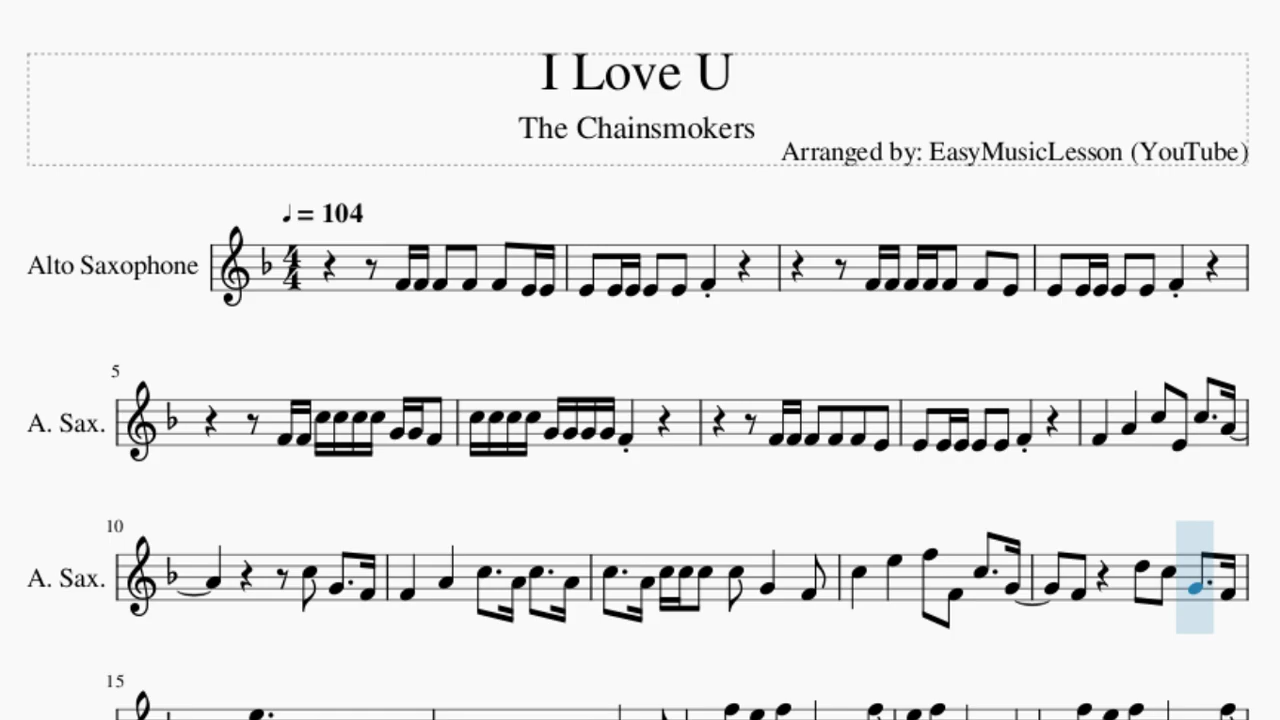 I Love U
The Chainsmokers
Arranged by: EasyMusicLesson (YouTube)
♩ = 104
Alto Saxophone
4
4
5
A. Sax.
10
A. Sax.
15